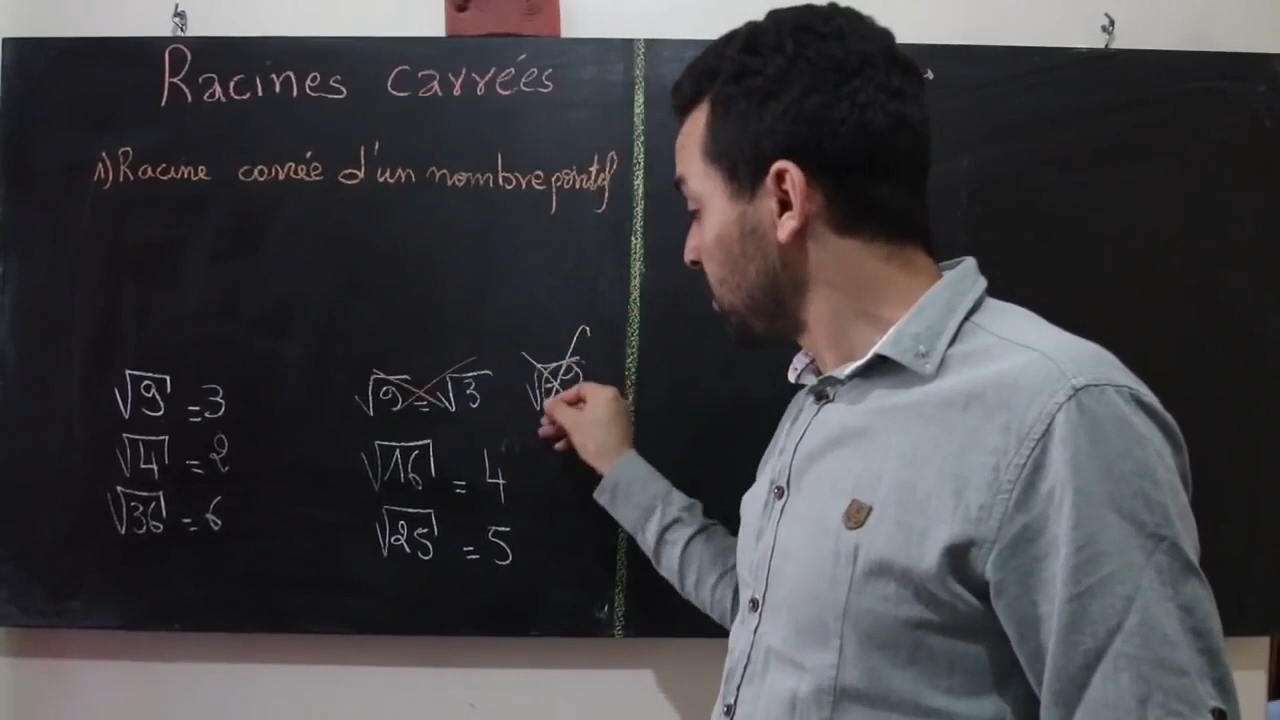 Racines carrées
1) Racine carrée d'un nombre positif
√9 = 3
√4 = 2
√36 = 6
√9 = √3
√16 = 4
√25 = 5